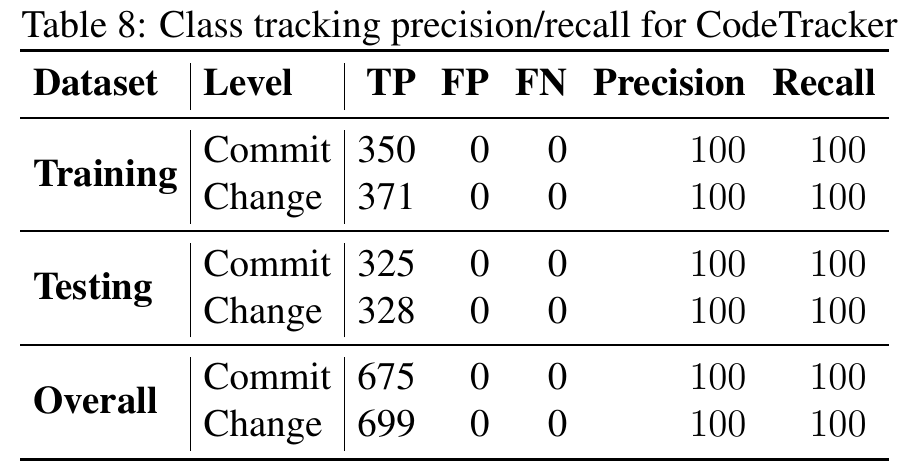 Table 8: Class tracking precision/recall for CodeTracker
Dataset Level TP FP FN Precision Recall
Training Commit 350 0 0 100 100
Change 371 0 0 100 100
Testing Commit 325 0 0 100 100
Change 328 0 0 100 100
Overall Commit 675 0 0 100 100
Change 699 0 0 100 100